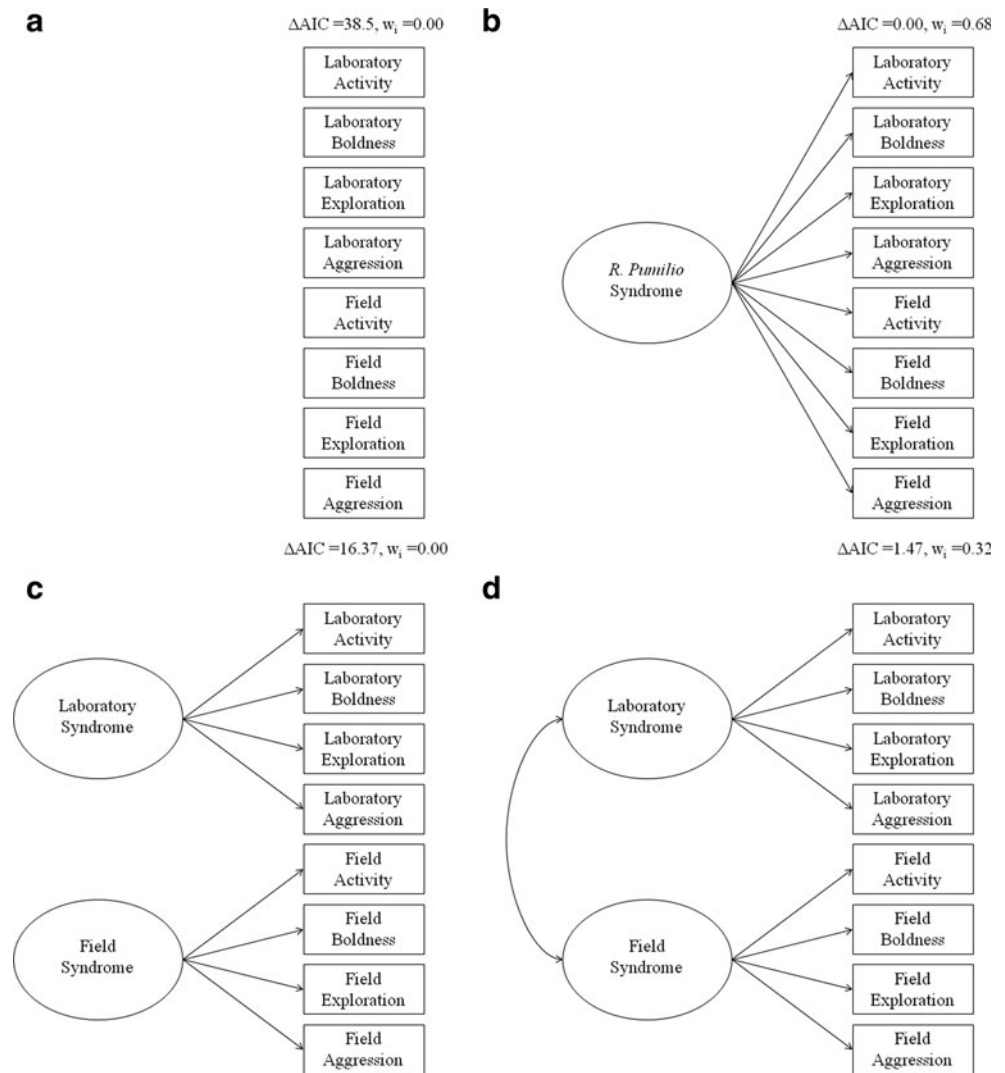 a
ΔAIC =38.5, wᵢ =0.00
Laboratory
Activity
Laboratory
Boldness
Laboratory
Exploration
Laboratory
Aggression
Field
Activity
Field
Boldness
Field
Exploration
Field
Aggression
b
ΔAIC =0.00, wᵢ =0.68
R. Pumilio
Syndrome
Laboratory
Activity
Laboratory
Boldness
Laboratory
Exploration
Laboratory
Aggression
Field
Activity
Field
Boldness
Field
Exploration
Field
Aggression
c
ΔAIC =16.37, wᵢ =0.00
Laboratory
Syndrome
Laboratory
Activity
Laboratory
Boldness
Laboratory
Exploration
Laboratory
Aggression
Field
Syndrome
Field
Activity
Field
Boldness
Field
Exploration
Field
Aggression
d
ΔAIC =1.47, wᵢ =0.32
Laboratory
Syndrome
Laboratory
Activity
Laboratory
Boldness
Laboratory
Exploration
Laboratory
Aggression
Field
Syndrome
Field
Activity
Field
Boldness
Field
Exploration
Field
Aggression